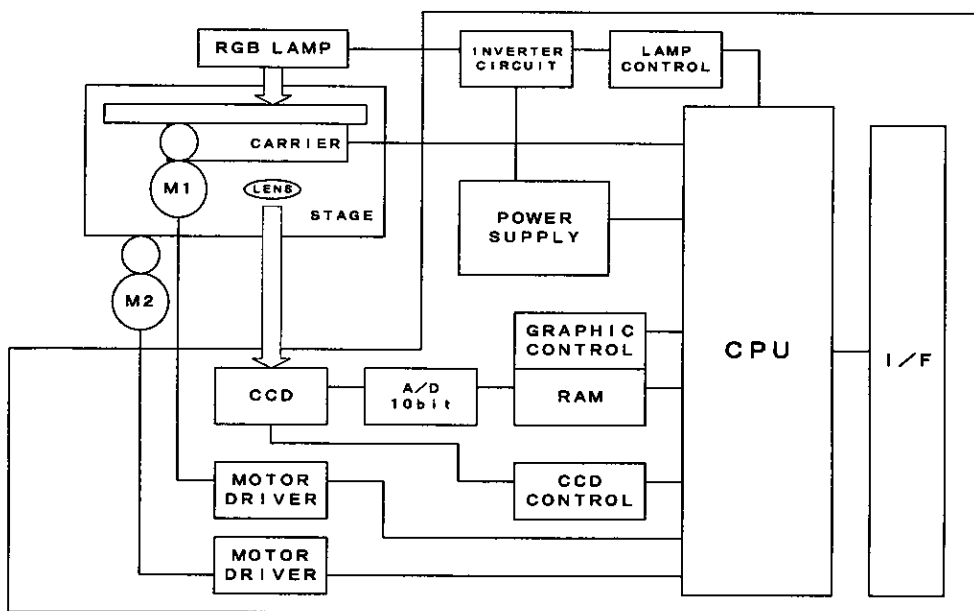 RGB LAMP
INVERTER
CIRCUIT
LAMP
CONTROL
CARRIER
M1
LENS
STAGE
POWER
SUPPLY
M2
GRAPHIC
CONTROL
CPU
I/F
CCD
A/D
10bit
RAM
MOTOR
DRIVER
CCD
CONTROL
MOTOR
DRIVER